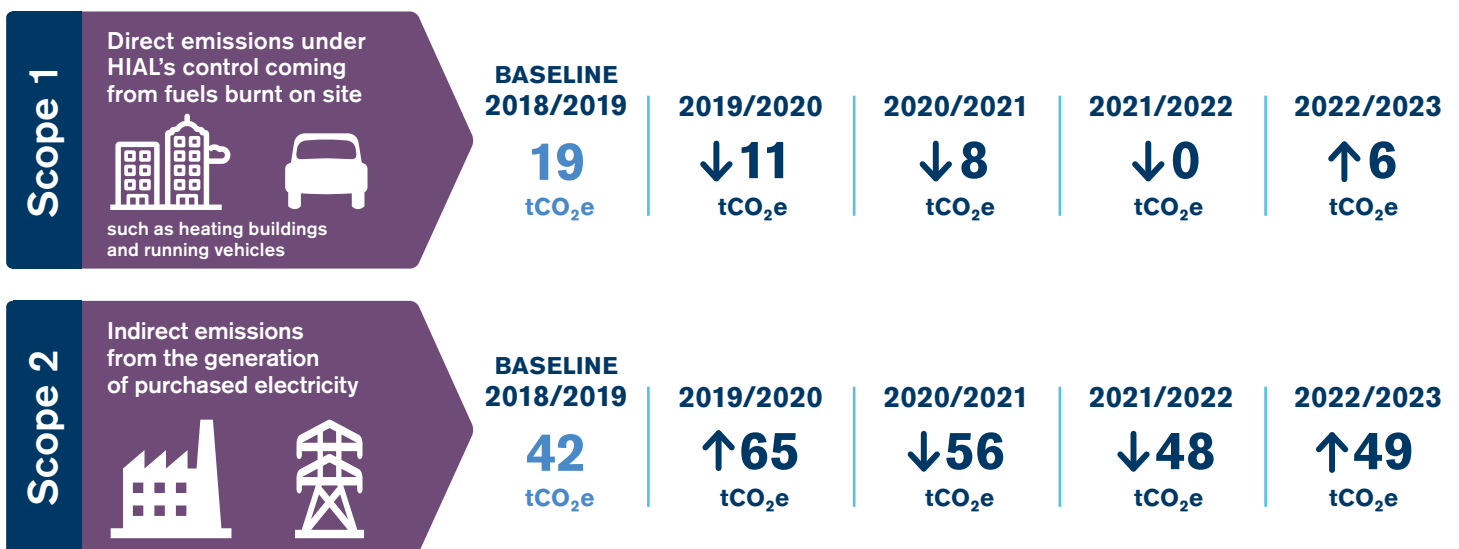 Scope 1
Direct emissions under
HIAL's control coming
from fuels burnt on site
such as heating buildings
and running vehicles
BASELINE
2018/2019
19
tCO₂e
2019/2020
↓11
tCO₂e
2020/2021
↓8
tCO₂e
2021/2022
↓0
tCO₂e
2022/2023
↑6
tCO₂e
Scope 2
Indirect emissions
from the generation
of purchased electricity
BASELINE
2018/2019
42
tCO₂e
2019/2020
↑65
tCO₂e
2020/2021
↓56
tCO₂e
2021/2022
↓48
tCO₂e
2022/2023
↑49
tCO₂e